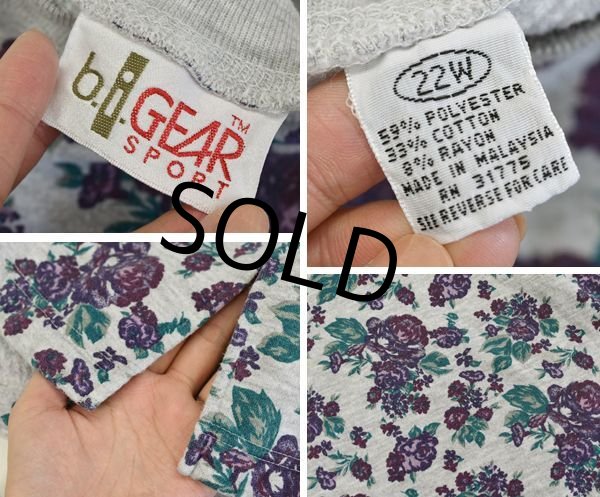 b.i. GEAR™
SPORT
22W
59% POLYESTER
33% COTTON
8% RAYON
MADE IN MALAYSIA
RN 31775
SEE REVERSE FOR CARE
SOLD